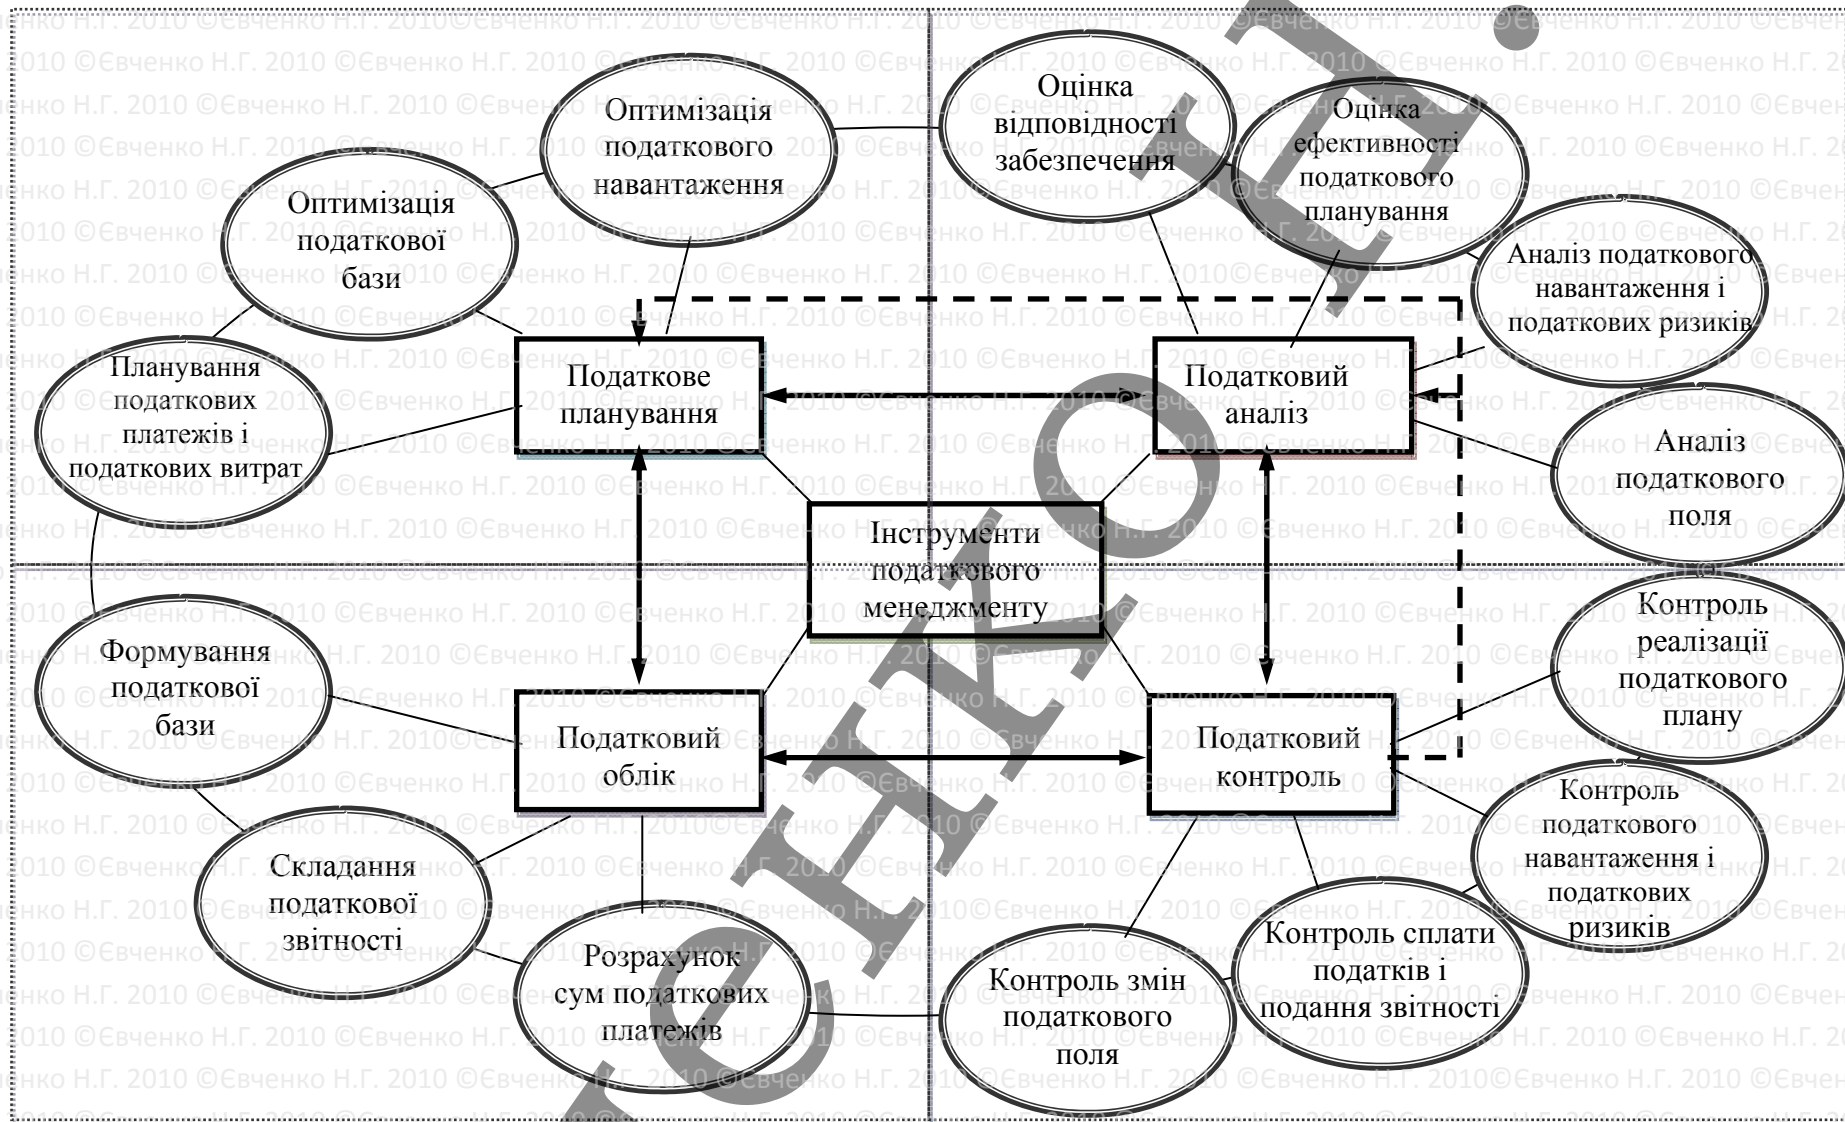 Оптимізація
податкового
навантаження
Оптимізація
податкової
бази
Планування
податкових
платежів і
податкових витрат
Податкове
планування
Оцінка
відповідності
забезпечення
Оцінка
ефективності
податкового
планування
Аналіз податкового
навантаження і
податкових ризиків
Аналіз
податкового
поля
Податковий
аналіз
Інструменти
податкового
менеджменту
Формування
податкової
бази
Складання
податкової
звітності
Розрахунок
сум податкових
платежів
Податковий
облік
Податковий
контроль
Контроль
реалізації
податкового
плану
Контроль
податкового
навантаження і
податкових
ризиків
Контроль сплати
податків і
подання звітності
Контроль змін
податкового
поля
©Євченко Н.Г. 2010